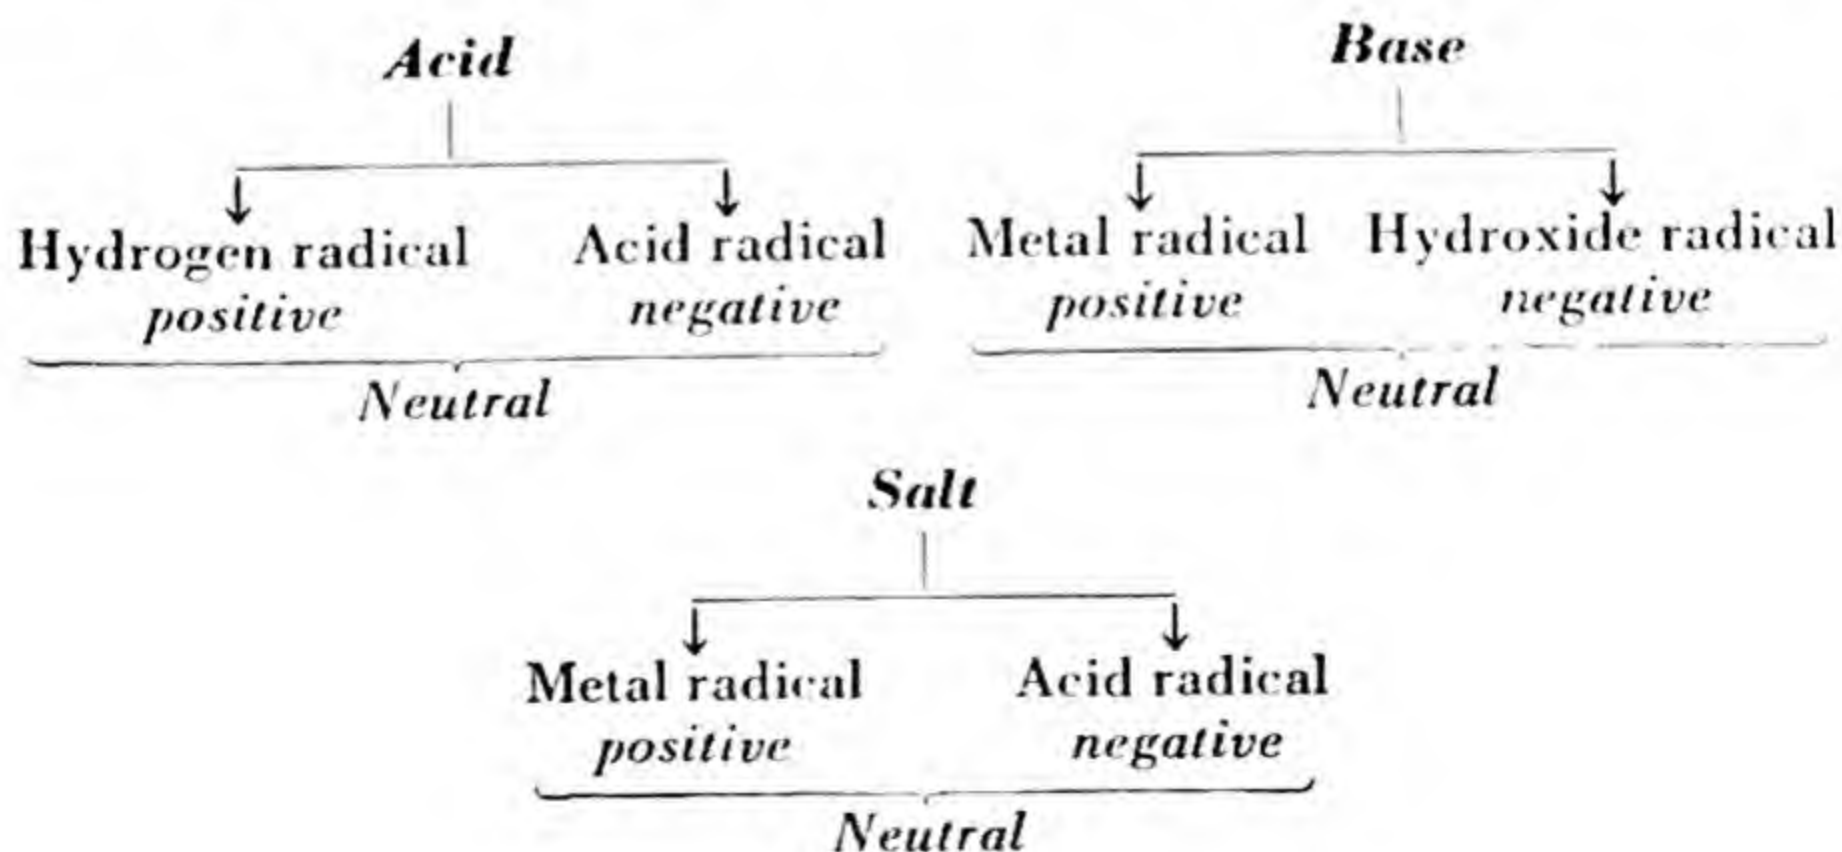 Acid
Base
Hydrogen radical
positive
Acid radical
negative
Metal radical
positive
Hydroxide radical
negative
Neutral
Neutral
Salt
Metal radical
positive
Acid radical
negative
Neutral